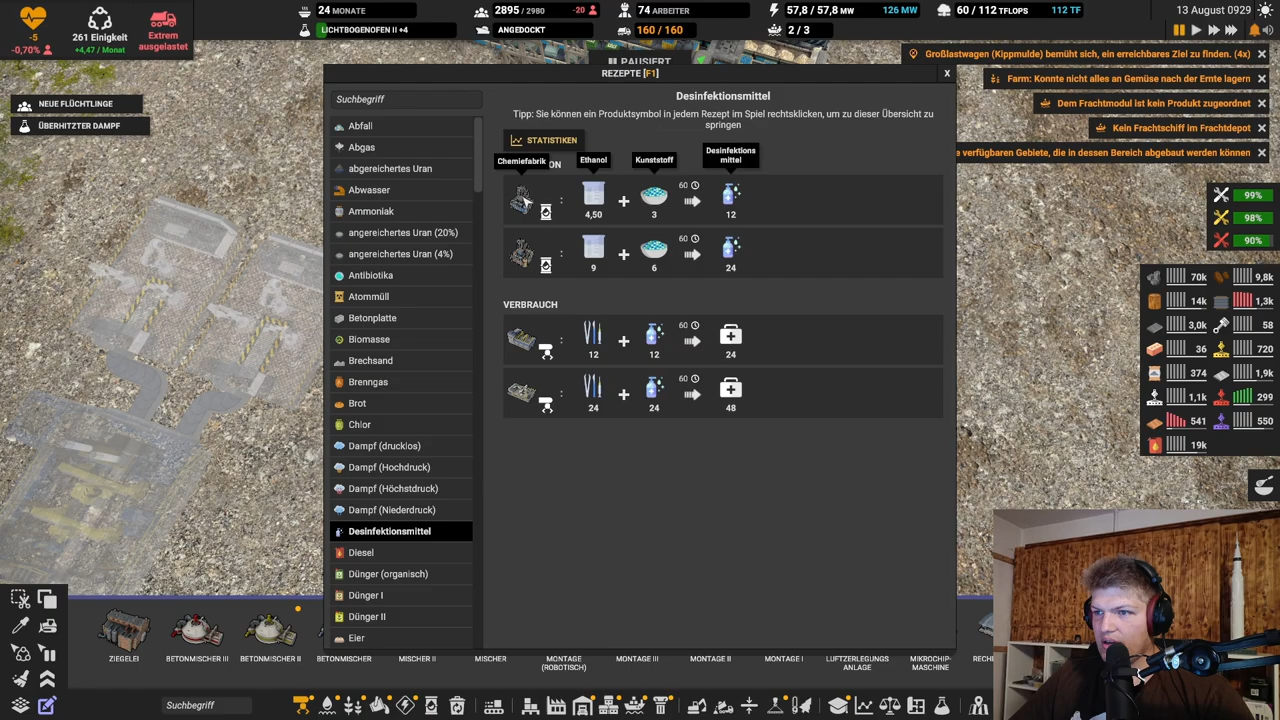 -5
-0,70%
261 Einigkeit
+4,47 / Monat
Extrem
ausgelastet
24 MONATE
LICHTBOGENOFEN II +4
2895 / 2980 -20
ANGEDOCKT
74 ARBEITER
160 / 160
57,8 / 57,8 MW 126 MW
2 / 3
60 / 112 TFLOPS 112 TF
13 August 0929
PAUSIERT
Großlastwagen (Kippmulde) bemüht sich, ein erreichbares Ziel zu finden. (4x) X
Farm: Konnte nicht alles an Gemüse nach der Ernte lagern X
Dem Frachtmodul ist kein Produkt zugeordnet X
Kein Frachtschiff im Frachtdepot X
e verfügbaren Gebiete, die in dessen Bereich abgebaut werden können X
NEUE FLÜCHTLINGE
ÜBERHITZTER DAMPF
REZEPTE [F1] X
Suchbegriff
Abfall
Abgas
abgereichertes Uran
Abwasser
Ammoniak
angereichertes Uran (20%)
angereichertes Uran (4%)
Antibiotika
Atommüll
Betonplatte
Biomasse
Brechsand
Brenngas
Brot
Chlor
Dampf (drucklos)
Dampf (Hochdruck)
Dampf (Höchstdruck)
Dampf (Niederdruck)
Desinfektionsmittel
Diesel
Dünger (organisch)
Dünger I
Dünger II
Eier
Desinfektionsmittel
Tipp: Sie können ein Produktsymbol in jedem Rezept im Spiel rechtsklicken, um zu dieser Übersicht zu
springen
STATISTIKEN
Chemiefabrik
ON
Ethanol
Kunststoff
Desinfektions
mittel
: 4,50 + 3 60 12
: 9 + 6 60 24
VERBRAUCH
: 12 + 12 60 24
: 24 + 24 60 48
99%
98%
90%
70k 9,8k
14k 1,3k
3,0k 58
36 720
374 1,9k
1,1k 299
541 550
19k
ZIEGELEI
BETONMISCHER III
BETONMISCHER II
BETONMISCHER
MISCHER II
MISCHER
MONTAGE
(ROBOTISCH)
MONTAGE III
MONTAGE II
MONTAGE I
LUFTZERLEGUNGS
ANLAGE
MIKROCHIP-
MASCHINE
RECHE
Suchbegriff